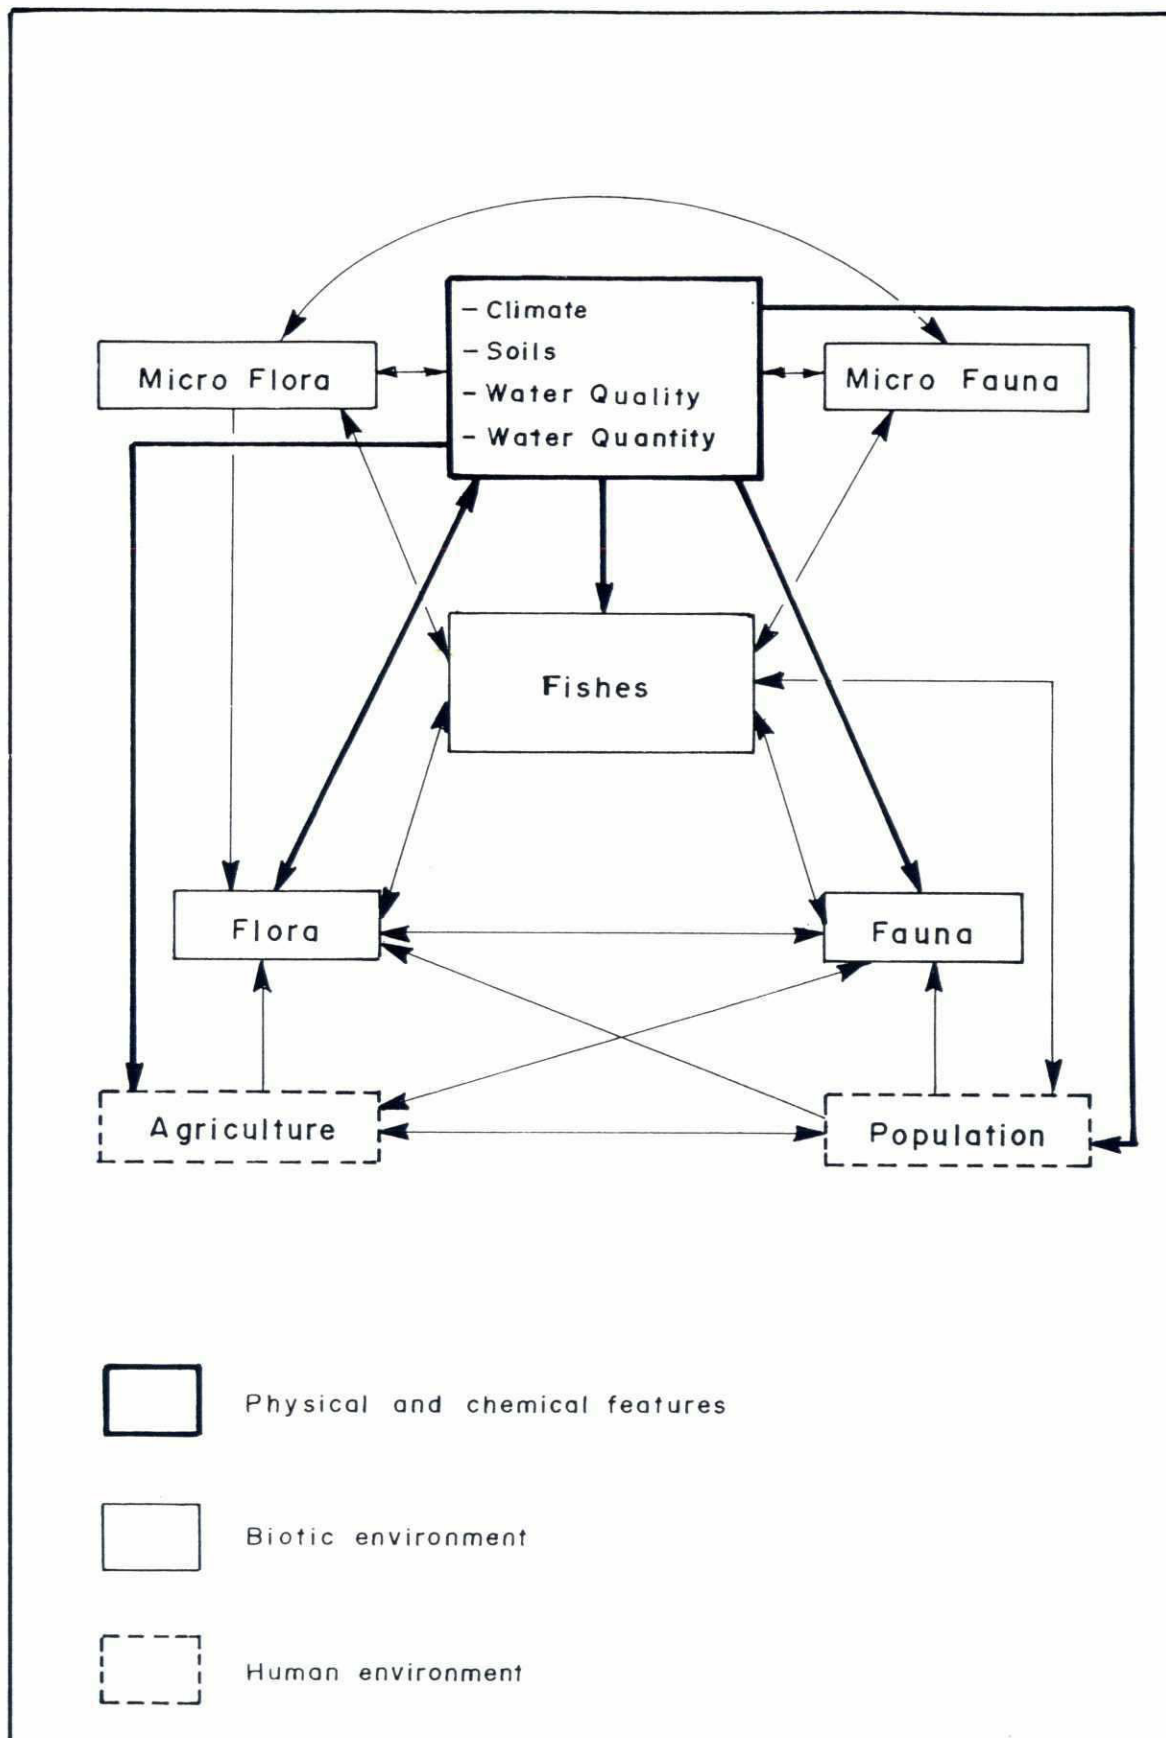 – Climate
– Soils
– Water Quality
– Water Quantity
Micro Flora
Micro Fauna
Fishes
Flora
Fauna
Agriculture
Population
Physical and chemical features
Biotic environment
Human environment